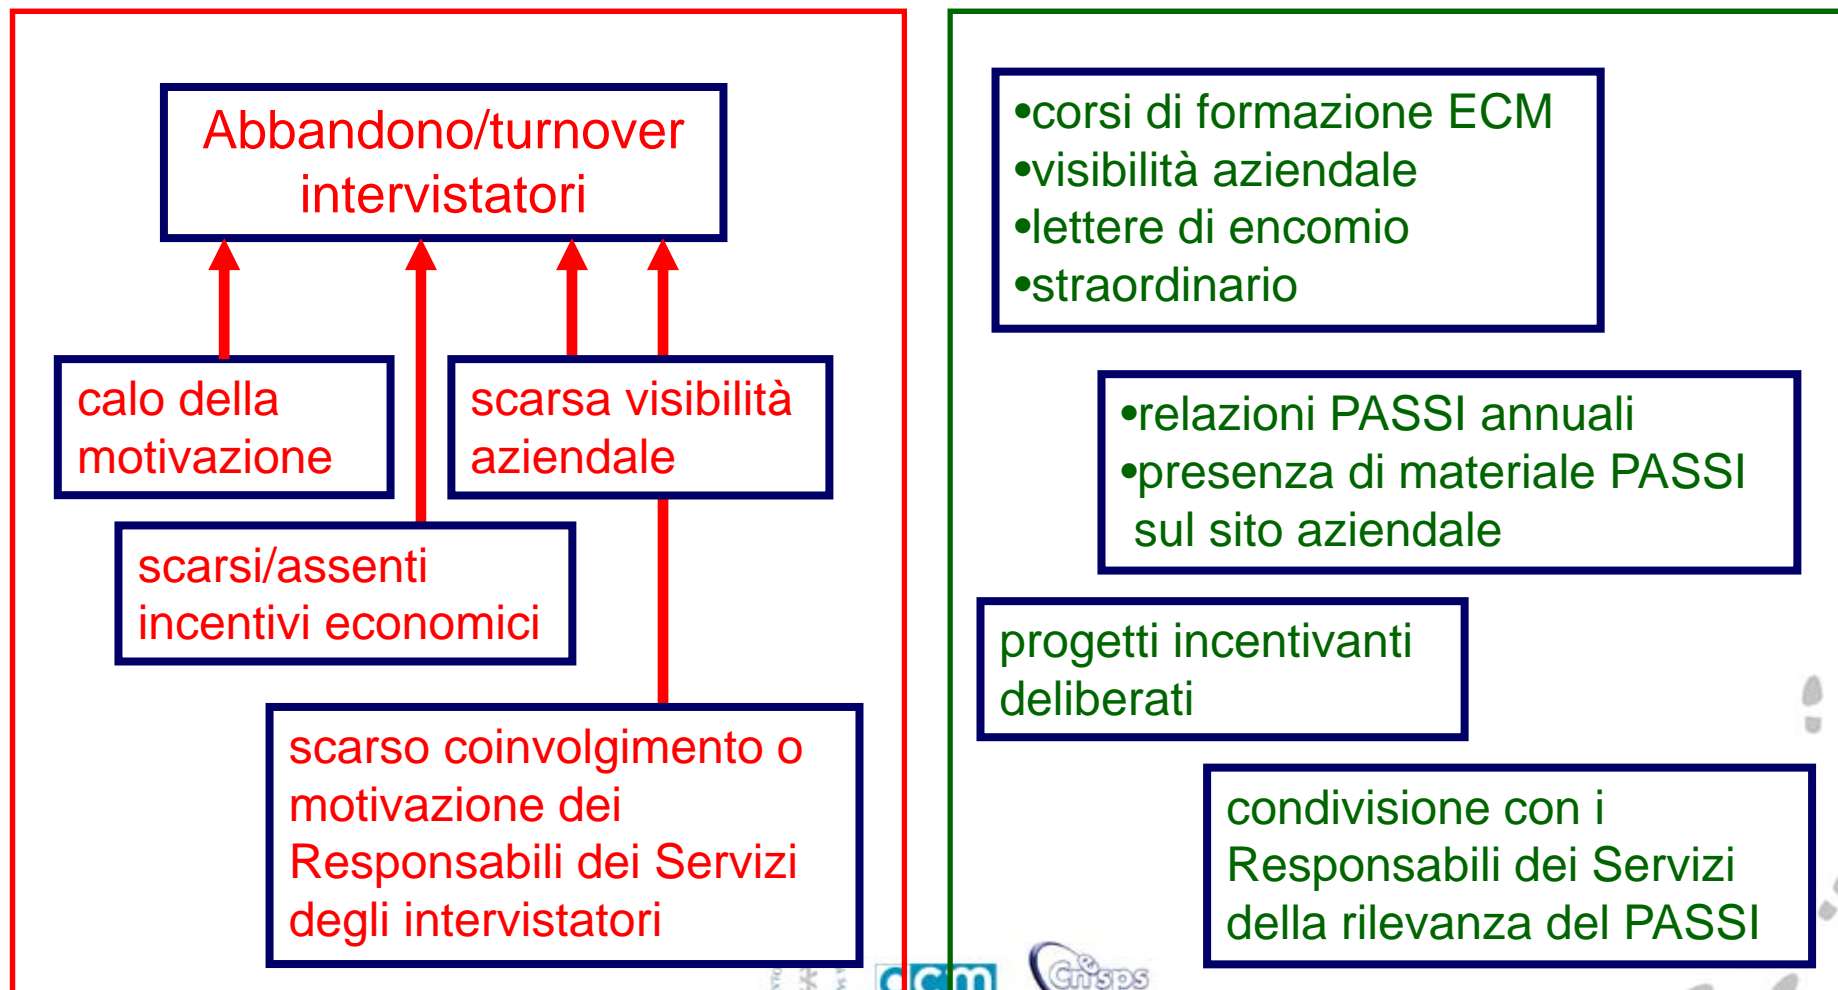 Abbandono/turnover
intervistatori
calo della
motivazione
scarsa visibilità
aziendale
scarsi/assenti
incentivi economici
scarso coinvolgimento o
motivazione dei
Responsabili dei Servizi
degli intervistatori
•corsi di formazione ECM
•visibilità aziendale
•lettere di encomio
•straordinario
•relazioni PASSI annuali
•presenza di materiale PASSI
sul sito aziendale
progetti incentivanti
deliberati
condivisione con i
Responsabili dei Servizi
della rilevanza del PASSI
ccm
Cnesps